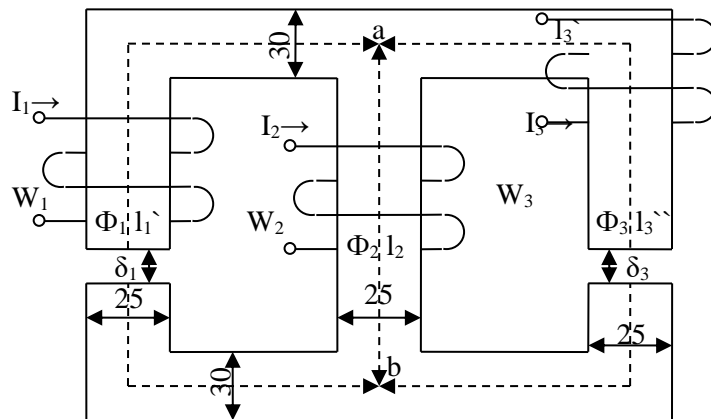 a
30
I₃`
I₁→
I₂→
I₃→
W₁
Φ₁ l₁`
W₂
Φ₂ l₂
W₃
Φ₃ l₃``
δ₁
δ₃
25
25
25
30
b